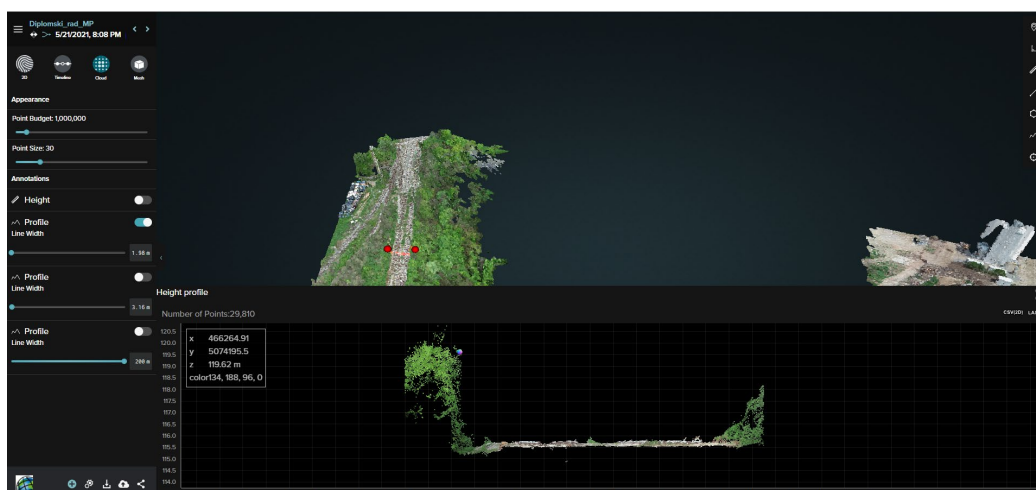 Diplomski_rad_MP
5/21/2021, 8:08 PM
2D Timeline Cloud Mesh
Appearance
Point Budget: 1,000,000
Point Size: 30
Annotations
Height
Profile
Line Width
1.98 m
Profile
Line Width
3.16 m
Profile
Line Width
200 m
Height profile
Number of Points:29,810
CSV(2D) LA
x 466264.91
y 5074195.5
z 119.62 m
color134, 188, 96, 0
120.5
120.0
119.5
119.0
118.5
118.0
117.5
117.0
116.5
116.0
115.5
115.0
114.5
114.0